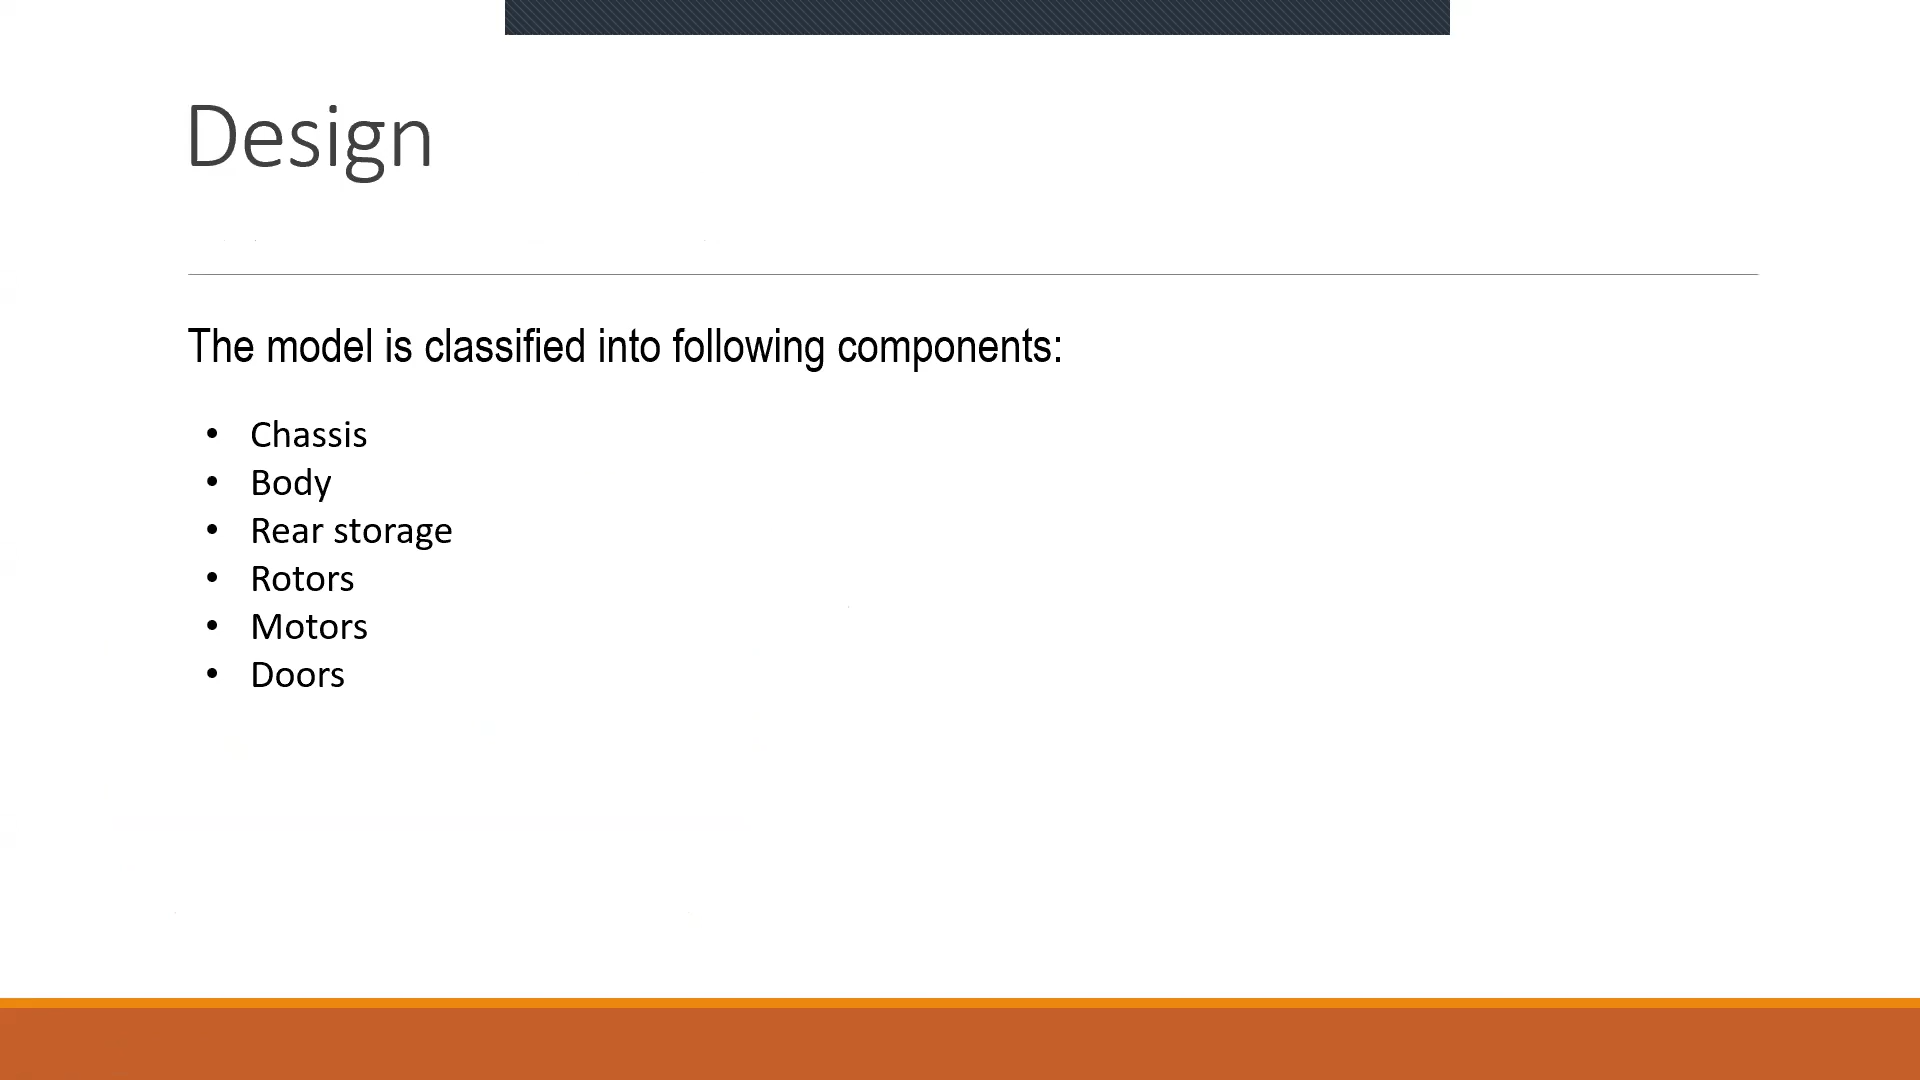 Design
The model is classified into following components:
• Chassis
• Body
• Rear storage
• Rotors
• Motors
• Doors